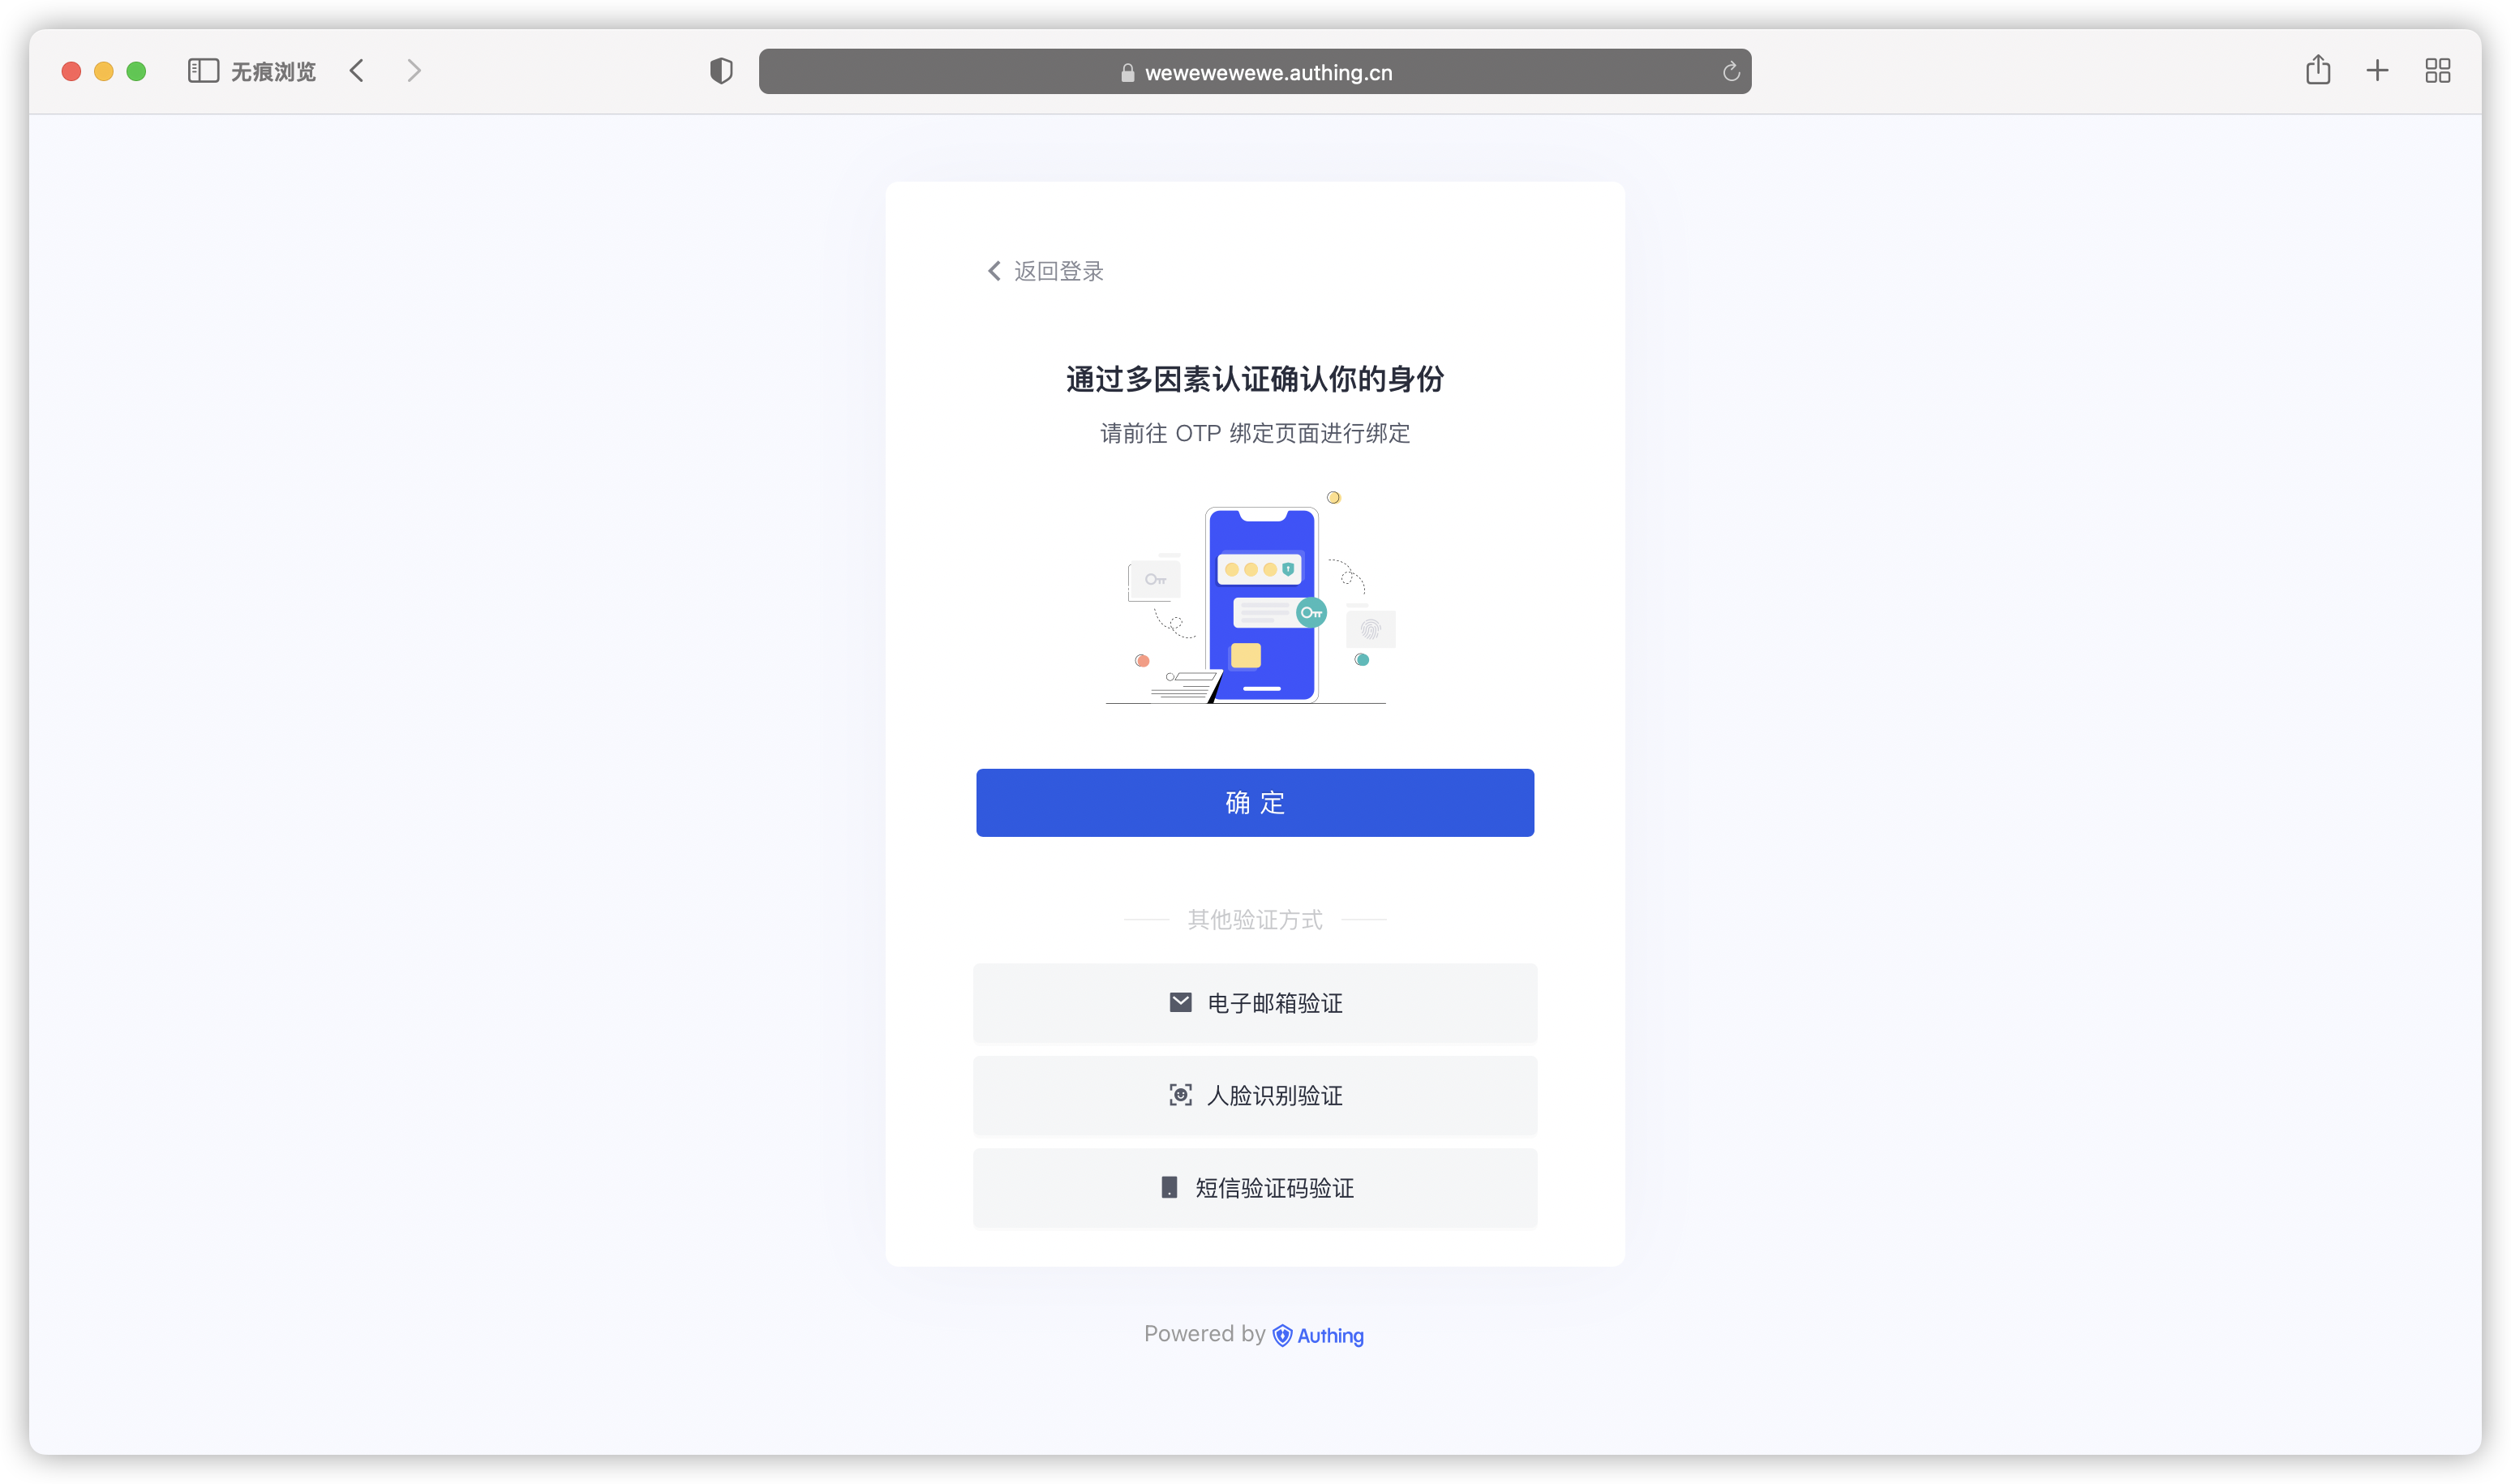 无痕浏览
wewewewewe.authing.cn
返回登录
通过多因素认证确认你的身份
请前往 OTP 绑定页面进行绑定
确 定
其他验证方式
电子邮箱验证
人脸识别验证
短信验证码验证
Powered by Authing